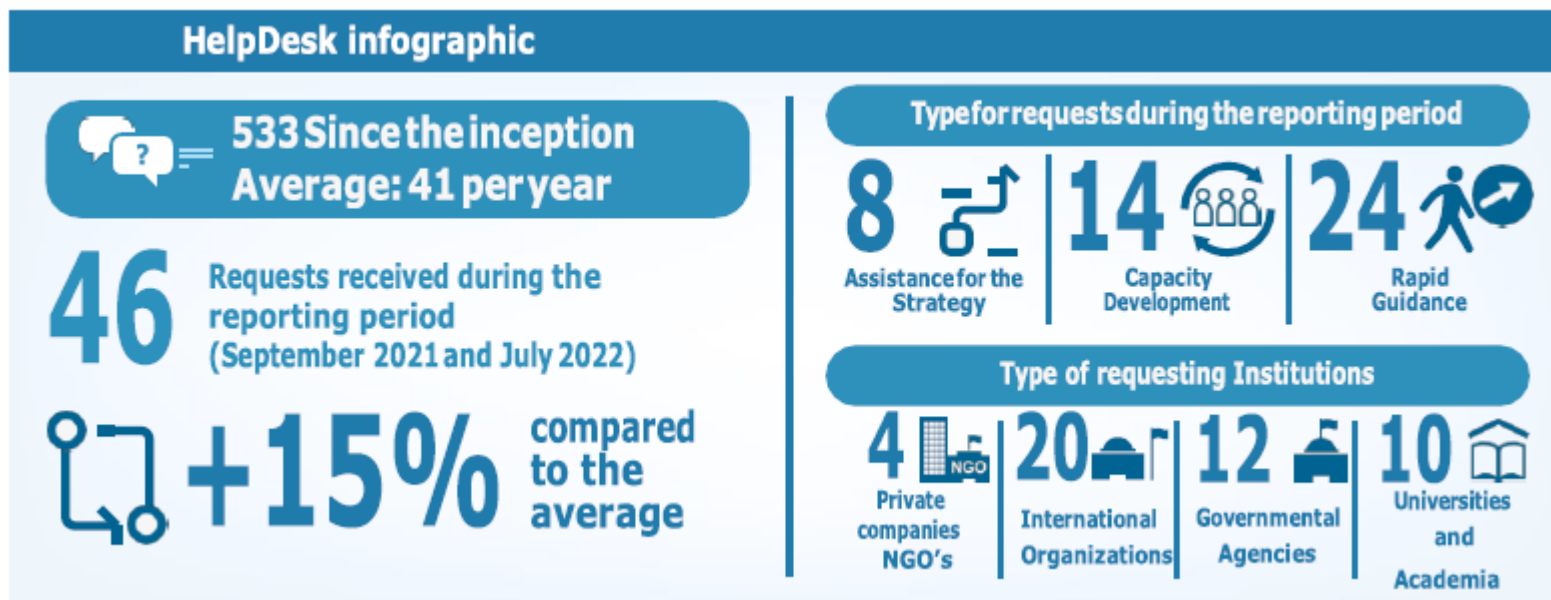 HelpDesk infographic
?
533 Since the inception
Average: 41 per year
46
Requests received during the
reporting period
(September 2021 and July 2022)
+15%
compared
to the
average
Type for requests during the reporting period
8
Assistance for the
Strategy
14
Capacity
Development
24
Rapid
Guidance
Type of requesting Institutions
4
NGO
Private
companies
NGO's
20
International
Organizations
12
Governmental
Agencies
10
Universities
and
Academia